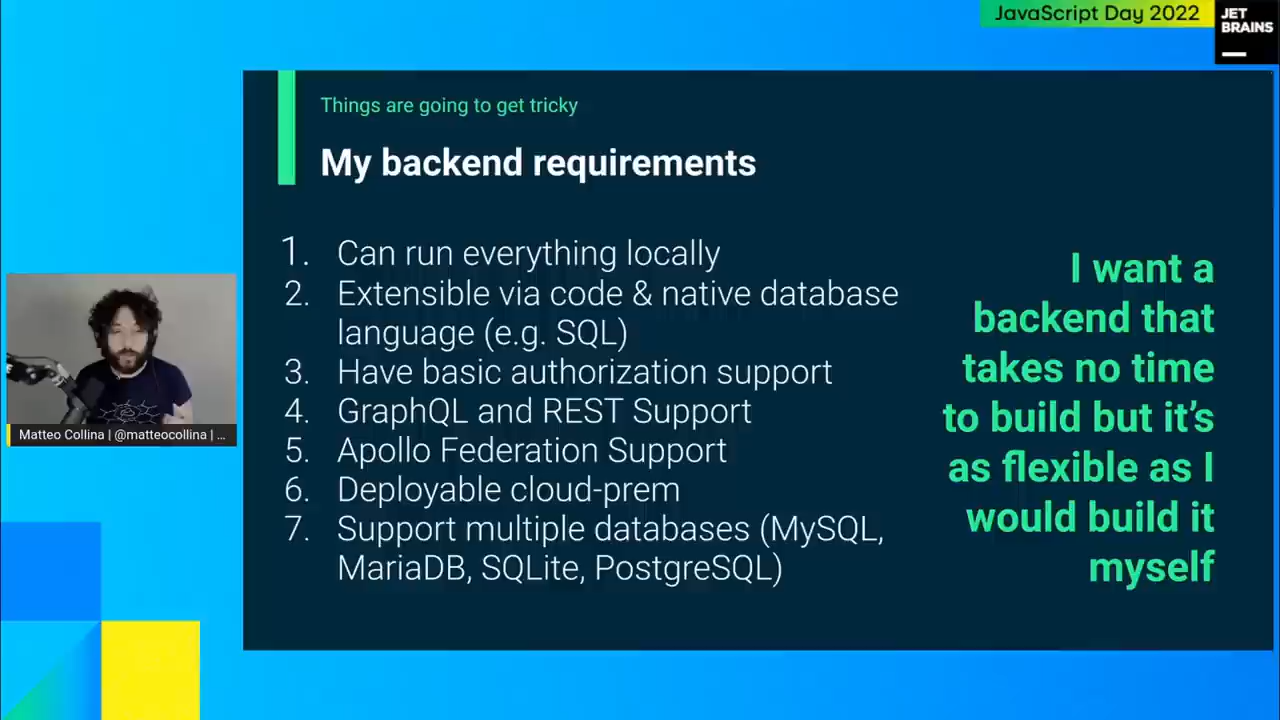 JavaScript Day 2022
JET
BRAINS
Things are going to get tricky
My backend requirements
1. Can run everything locally
2. Extensible via code & native database
language (e.g. SQL)
3. Have basic authorization support
4. GraphQL and REST Support
5. Apollo Federation Support
6. Deployable cloud-prem
7. Support multiple databases (MySQL,
MariaDB, SQLite, PostgreSQL)
I want a
backend that
takes no time
to build but it's
as flexible as I
would build it
myself
Matteo Collina | @matteocollina | ...